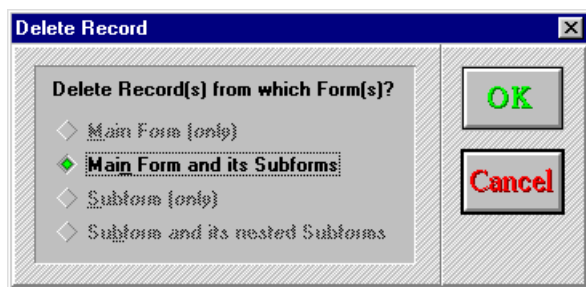 Delete Record
Delete Record(s) from which Form(s)?
Main Form (only)
Main Form and its Subforms
Subform (only)
Subform and its nested Subforms
OK
Cancel